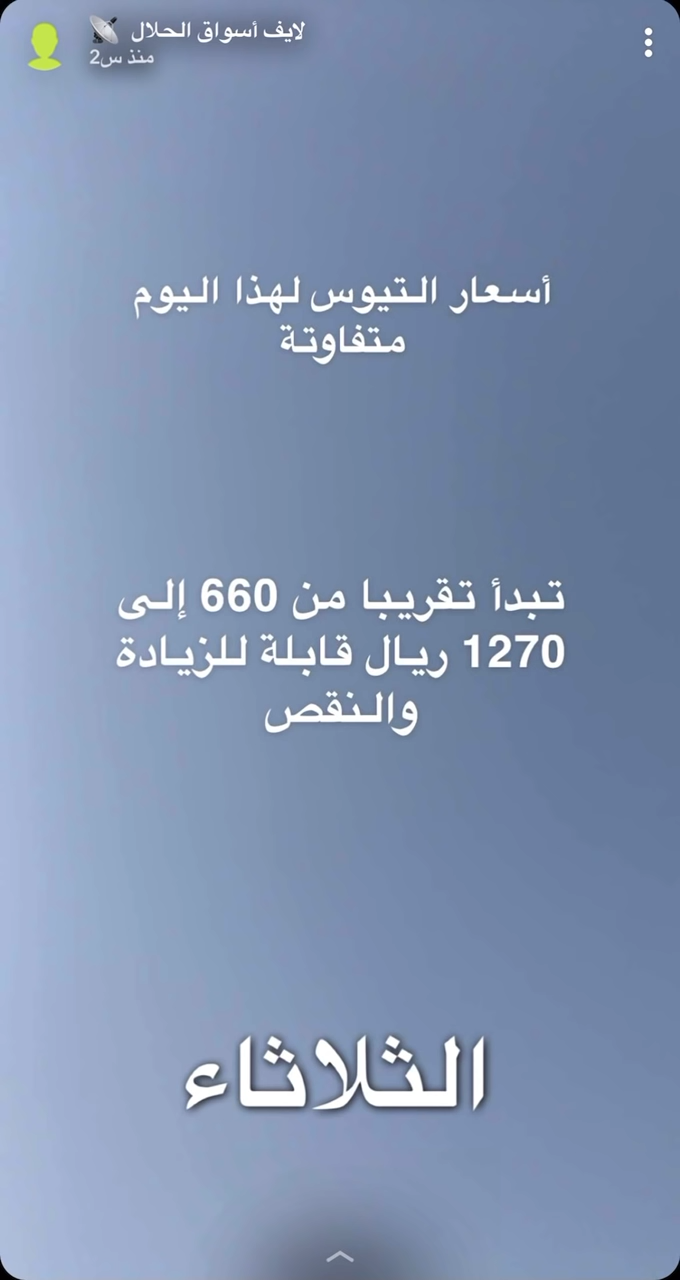 لايف أسواق الحلال 📡
منذ س2
أسعار التيوس لهذا اليوم
متفاوتة
تبدأ تقريبا من 660 إلى
1270 ريال قابلة للزيادة
والنقص
الثلاثاء